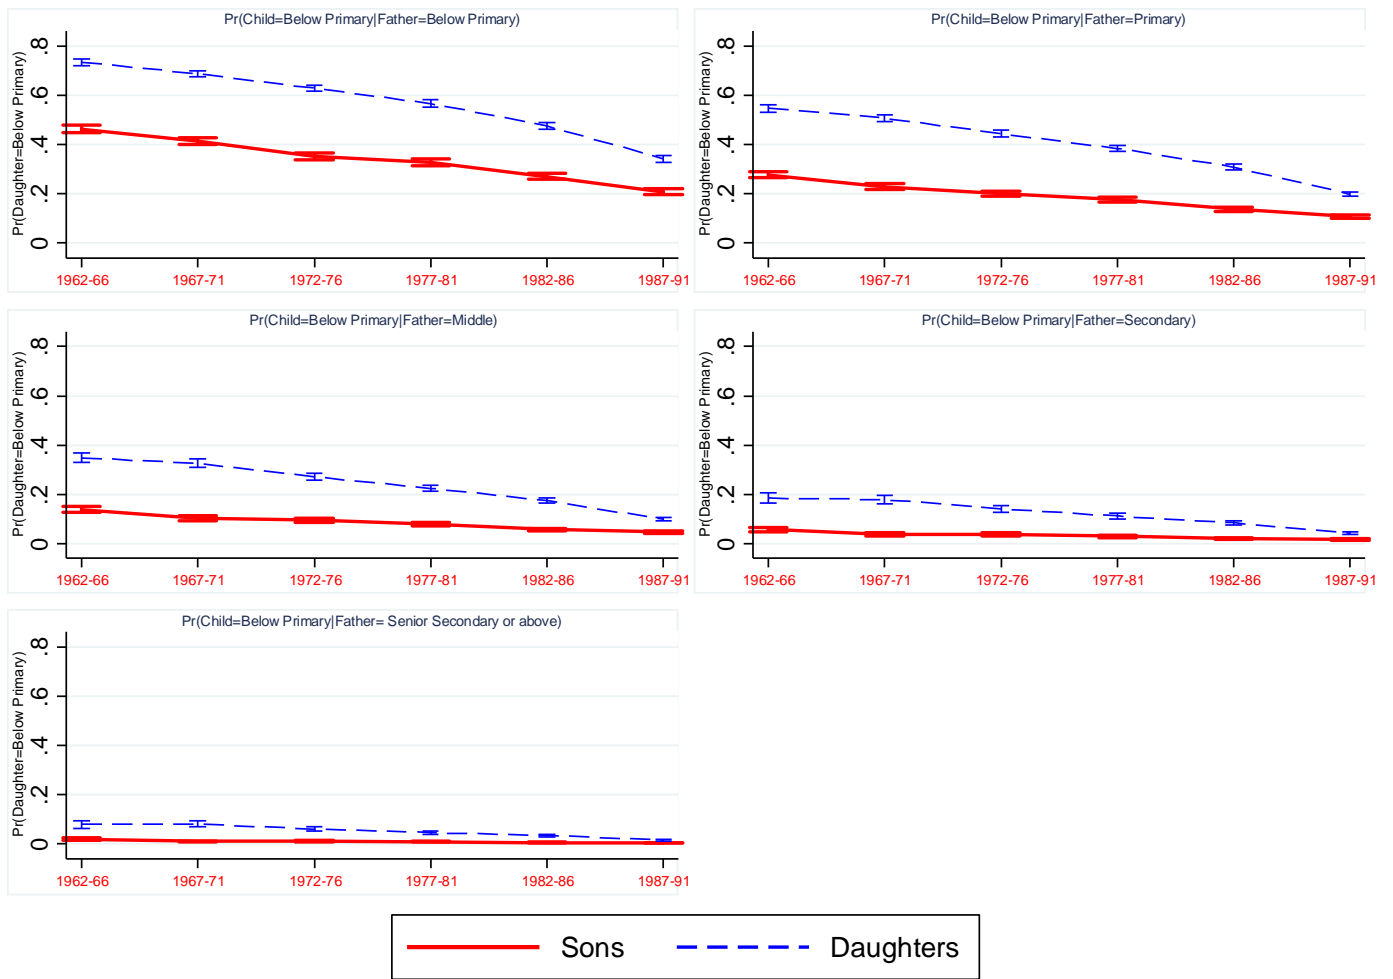 Pr(Child=Below Primary|Father=Below Primary)
Pr(Daughter=Below Primary)
.8
.6
.4
.2
0
1962-66 1967-71 1972-76 1977-81 1982-86 1987-91
Pr(Child=Below Primary|Father=Primary)
Pr(Daughter=Below Primary)
.8
.6
.4
.2
0
1962-66 1967-71 1972-76 1977-81 1982-86 1987-91
Pr(Child=Below Primary|Father=Middle)
Pr(Daughter=Below Primary)
.8
.6
.4
.2
0
1962-66 1967-71 1972-76 1977-81 1982-86 1987-91
Pr(Child=Below Primary|Father=Secondary)
Pr(Daughter=Below Primary)
.8
.6
.4
.2
0
1962-66 1967-71 1972-76 1977-81 1982-86 1987-91
Pr(Child=Below Primary|Father= Senior Secondary or above)
Pr(Daughter=Below Primary)
.8
.6
.4
.2
0
1962-66 1967-71 1972-76 1977-81 1982-86 1987-91
Sons Daughters